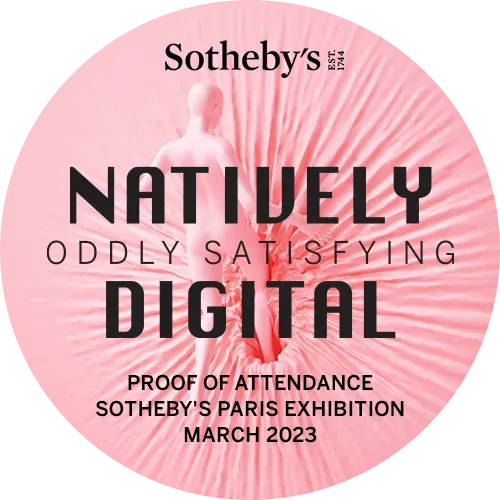 Sotheby's EST. 1744
NATIVELY
ODDLY SATISFYING
DIGITAL
PROOF OF ATTENDANCE
SOTHEBY'S PARIS EXHIBITION
MARCH 2023